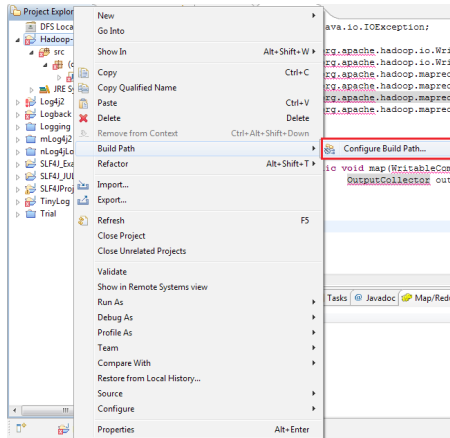 Project Explor
DFS Loca
Hadoop-
src
(d
JRE S
Log4j2
Logback
Logging
mLog4j2
nLog4jLo
SLF4J_Exa
SLF4J_JUL
SLF4JProj
TinyLog
Trial
New
Go Into
Show In Alt+Shift+W
Copy Ctrl+C
Copy Qualified Name
Paste Ctrl+V
Delete Delete
Remove from Context Ctrl+Alt+Shift+Down
Build Path
Refactor Alt+Shift+T
Import...
Export...
Refresh F5
Close Project
Close Unrelated Projects
Validate
Show in Remote Systems view
Run As
Debug As
Profile As
Team
Compare With
Restore from Local History...
Source
Configure
Properties Alt+Enter
ava.io.IOException;
rg.apache.hadoop.io.Wri
rg.apache.hadoop.io.Wri
rg.apache.hadoop.mapred
rg.apache.hadoop.mapred
rg.apache.hadoop.mapred
rg.apache.hadoop.mapred
Configure Build Path...
ic void map(WritableCom
OutputCollector out
Tasks @ Javadoc Map/Redu